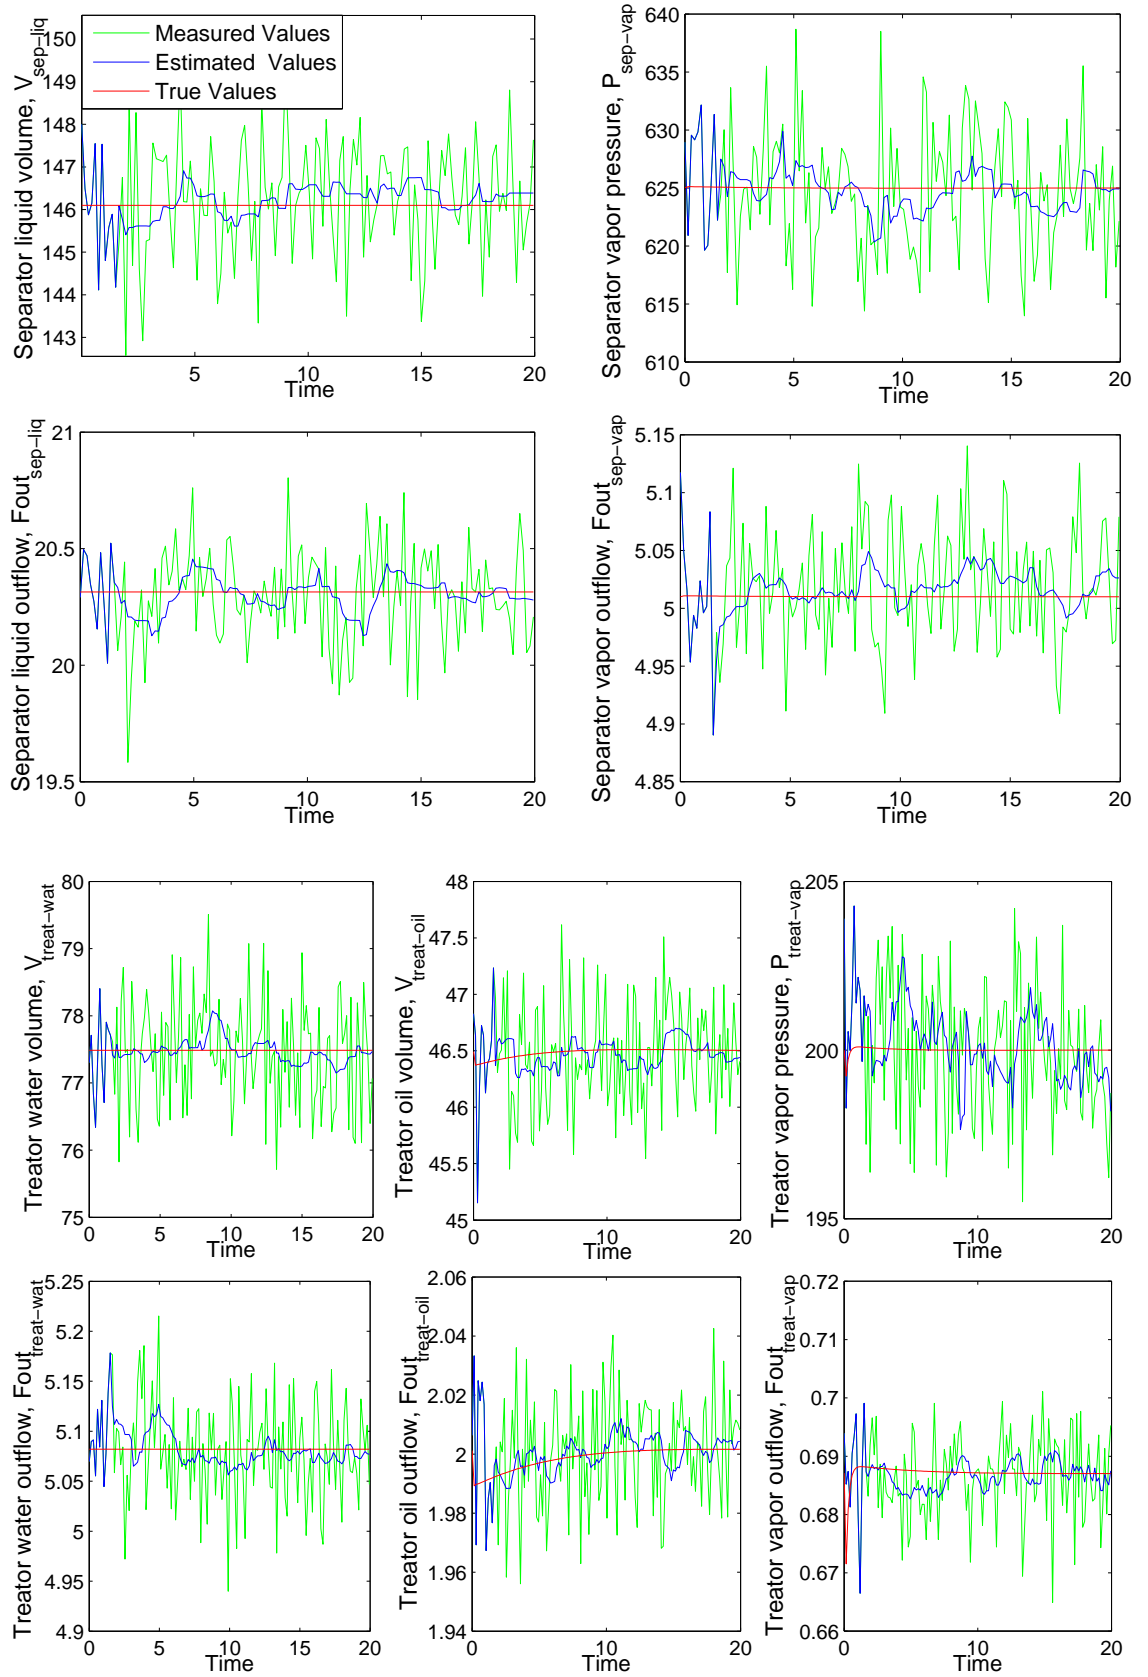 Measured Values
Estimated Values
True Values
Separator liquid volume, V_sep−liq
150
149
148
147
146
145
144
143
5 10 15 20
Time
Separator vapor pressure, P_sep−vap
640
635
630
625
620
615
610
0 5 10 15 20
Time
Separator liquid outflow, Fout_sep−liq
21
20.5
20
19.5
0 5 10 15 20
Time
Separator vapor outflow, Fout_sep−vap
5.15
5.1
5.05
5
4.95
4.9
4.85
0 5 10 15 20
Time
Treator water volume, V_treat−wat
80
79
78
77
76
75
0 5 10 15 20
Time
Treator oil volume, V_treat−oil
48
47.5
47
46.5
46
45.5
45
0 10 20
Time
Treator vapor pressure, P_treat−vap
205
200
195
0 10 20
Time
Treator water outflow, Fout_treat−wat
5.25
5.2
5.15
5.1
5.05
5
4.95
4.9
0 5 10 15 20
Time
Treator oil outflow, Fout_treat−oil
2.06
2.04
2.02
2
1.98
1.96
1.94
0 10 20
Time
Treator vapor outflow, Fout_treat−vap
0.72
0.71
0.7
0.69
0.68
0.67
0.66
0 10 20
Time